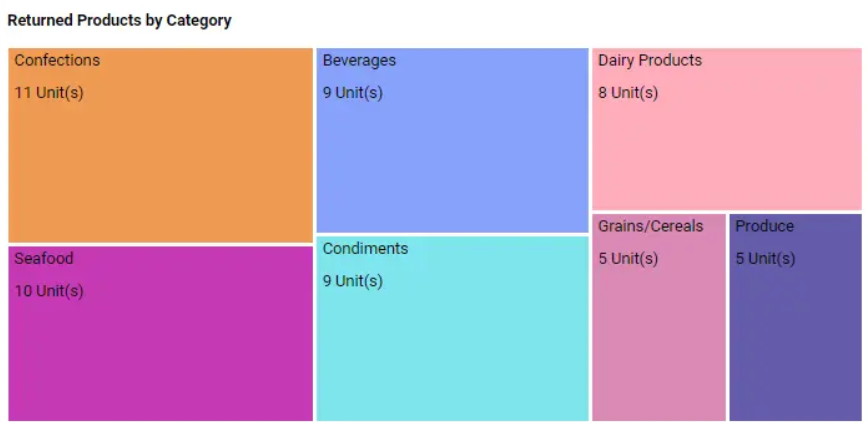 Returned Products by Category
Confections
11 Unit(s)
Seafood
10 Unit(s)
Beverages
9 Unit(s)
Condiments
9 Unit(s)
Dairy Products
8 Unit(s)
Grains/Cereals
5 Unit(s)
Produce
5 Unit(s)